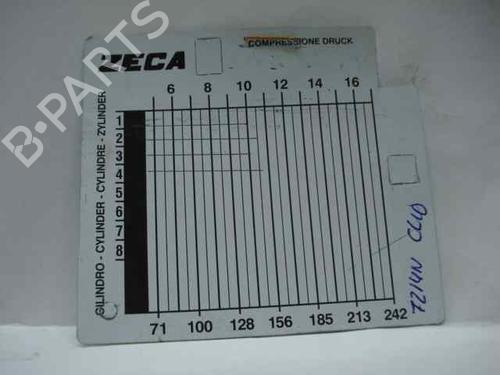 ZECA
COMPRESSIONE DRUCK
6 8 10 12 14 16
CILINDRO - CYLINDER - CYLINDRE - ZYLINDER
1
2
3
4
5
6
7
8
71 100 128 156 185 213 242
B-PARTS